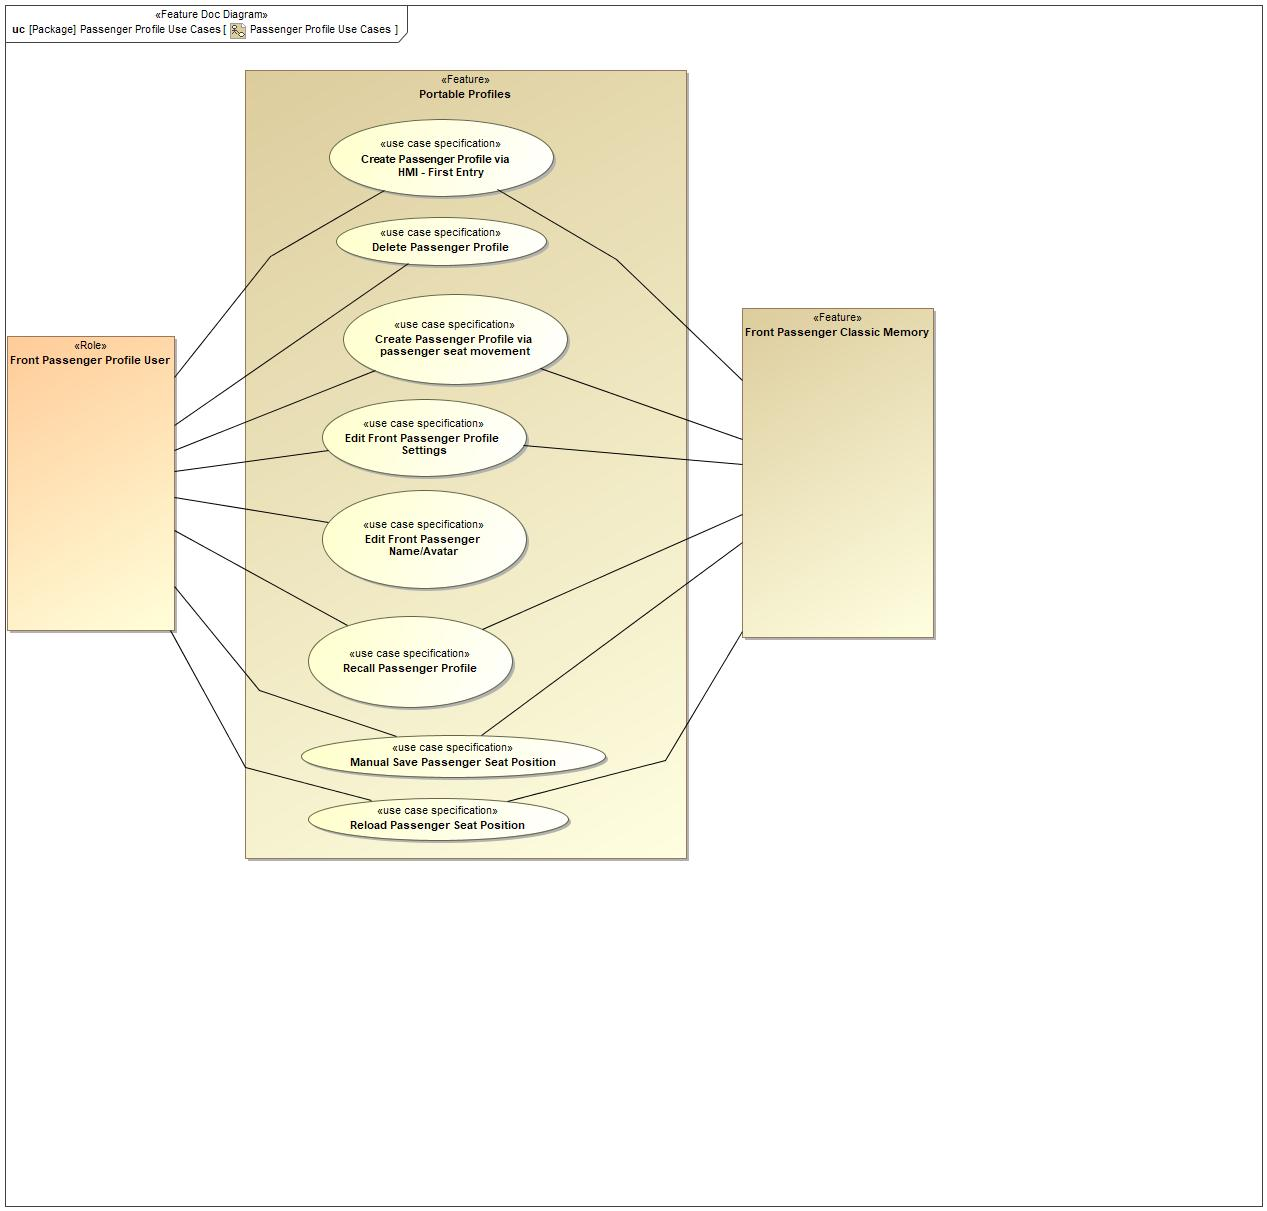 «Feature Doc Diagram»
uc [Package] Passenger Profile Use Cases [ Passenger Profile Use Cases ]
«Feature»
Portable Profiles
«use case specification»
Create Passenger Profile via
HMI - First Entry
«use case specification»
Delete Passenger Profile
«use case specification»
Create Passenger Profile via
passenger seat movement
«Feature»
Front Passenger Classic Memory
«Role»
Front Passenger Profile User
«use case specification»
Edit Front Passenger Profile
Settings
«use case specification»
Edit Front Passenger
Name/Avatar
«use case specification»
Recall Passenger Profile
«use case specification»
Manual Save Passenger Seat Position
«use case specification»
Reload Passenger Seat Position